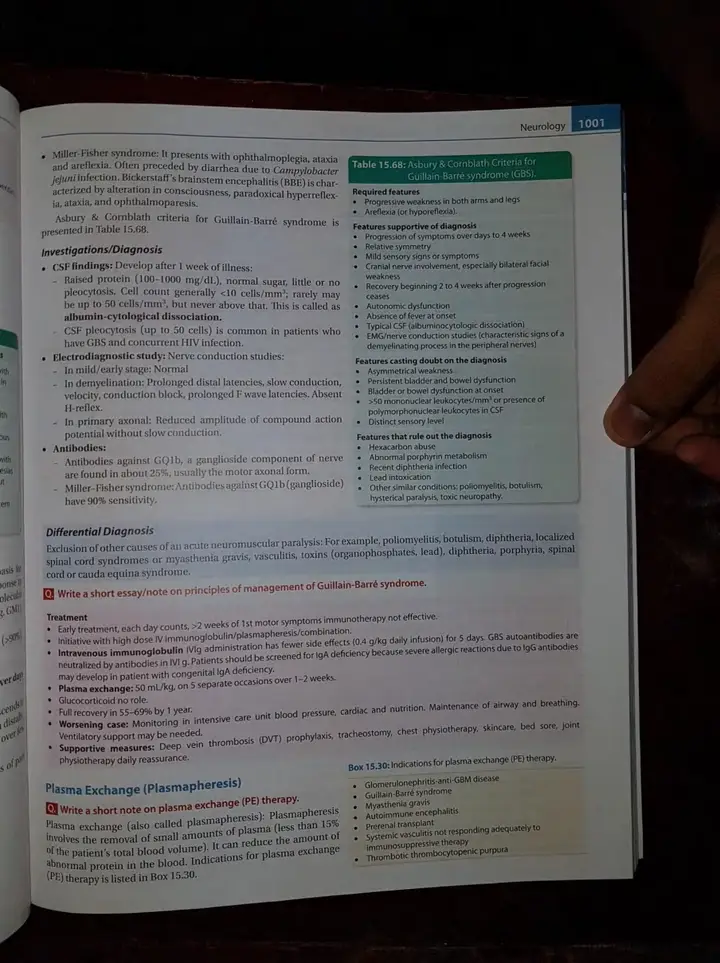 Neurology 1001
• Miller-Fisher syndrome: It presents with ophthalmoplegia, ataxia
and areflexia. Often preceded by diarrhea due to Campylobacter
jejuni infection. Bickerstaff's brainstem encephalitis (BBE) is char-
acterized by alteration in consciousness, paradoxical hyperreflex-
ia, ataxia, and ophthalmoparesis.
Asbury & Cornblath criteria for Guillain-Barré syndrome is
presented in Table 15.68.
Investigations/Diagnosis
• CSF findings: Develop after 1 week of illness:
– Raised protein (100–1000 mg/dL), normal sugar, little or no
pleocytosis. Cell count generally <10 cells/mm³; rarely may
be up to 50 cells/mm³, but never above that. This is called as
albumin-cytological dissociation.
– CSF pleocytosis (up to 50 cells) is common in patients who
have GBS and concurrent HIV infection.
• Electrodiagnostic study: Nerve conduction studies:
– In mild/early stage: Normal
– In demyelination: Prolonged distal latencies, slow conduction,
velocity, conduction block, prolonged F wave latencies. Absent
H-reflex.
– In primary axonal: Reduced amplitude of compound action
potential without slow conduction.
• Antibodies:
– Antibodies against GQ1b, a ganglioside component of nerve
are found in about 25%, usually the motor axonal form.
– Miller-Fisher syndrome: Antibodies against GQ1b (ganglioside)
have 90% sensitivity.
Table 15.68: Asbury & Cornblath Criteria for
Guillain-Barré syndrome (GBS).
Required features
• Progressive weakness in both arms and legs
• Areflexia (or hyporeflexia).
Features supportive of diagnosis
• Progression of symptoms over days to 4 weeks
• Relative symmetry
• Mild sensory signs or symptoms
• Cranial nerve involvement, especially bilateral facial
weakness
• Recovery beginning 2 to 4 weeks after progression
ceases
• Autonomic dysfunction
• Absence of fever at onset
• Typical CSF (albuminocytologic dissociation)
• EMG/nerve conduction studies (characteristic signs of a
demyelinating process in the peripheral nerves)
Features casting doubt on the diagnosis
• Asymmetrical weakness
• Persistent bladder and bowel dysfunction
• Bladder or bowel dysfunction at onset
• >50 mononuclear leukocytes/mm³ or presence of
polymorphonuclear leukocytes in CSF
• Distinct sensory level
Features that rule out the diagnosis
• Hexacarbon abuse
• Abnormal porphyrin metabolism
• Recent diphtheria infection
• Lead intoxication
• Other similar conditions: poliomyelitis, botulism,
hysterical paralysis, toxic neuropathy.
Differential Diagnosis
Exclusion of other causes of an acute neuromuscular paralysis: For example, poliomyelitis, botulism, diphtheria, localized
spinal cord syndromes or myasthenia gravis, vasculitis, toxins (organophosphates, lead), diphtheria, porphyria, spinal
cord or cauda equina syndrome.
Q. Write a short essay/note on principles of management of Guillain-Barré syndrome.
Treatment
• Early treatment, each day counts, >2 weeks of 1st motor symptoms immunotherapy not effective.
• Initiative with high dose IV immunoglobulin/plasmapheresis/combination.
• Intravenous immunoglobulin IVIg administration has fewer side effects (0.4 g/kg daily infusion) for 5 days. GBS autoantibodies are
neutralized by antibodies in IVI g. Patients should be screened for IgA deficiency because severe allergic reactions due to IgG antibodies
may develop in patient with congenital IgA deficiency.
• Plasma exchange: 50 mL/kg, on 5 separate occasions over 1–2 weeks.
• Glucocorticoid no role.
• Full recovery in 55–69% by 1 year.
• Worsening case: Monitoring in intensive care unit blood pressure, cardiac and nutrition. Maintenance of airway and breathing.
Ventilatory support may be needed.
• Supportive measures: Deep vein thrombosis (DVT) prophylaxis, tracheostomy, chest physiotherapy, skincare, bed sore, joint
physiotherapy daily reassurance.
Plasma Exchange (Plasmapheresis)
Q. Write a short note on plasma exchange (PE) therapy.
Plasma exchange (also called plasmapheresis): Plasmapheresis
involves the removal of small amounts of plasma (less than 15%
of the patient's total blood volume). It can reduce the amount of
abnormal protein in the blood. Indications for plasma exchange
(PE) therapy is listed in Box 15.30.
Box 15.30: Indications for plasma exchange (PE) therapy.
• Glomerulonephritis-anti-GBM disease
• Guillain-Barré syndrome
• Myasthenia gravis
• Autoimmune encephalitis
• Prerenal transplant
• Systemic vasculitis not responding adequately to
immunosuppressive therapy
• Thrombotic thrombocytopenic purpura